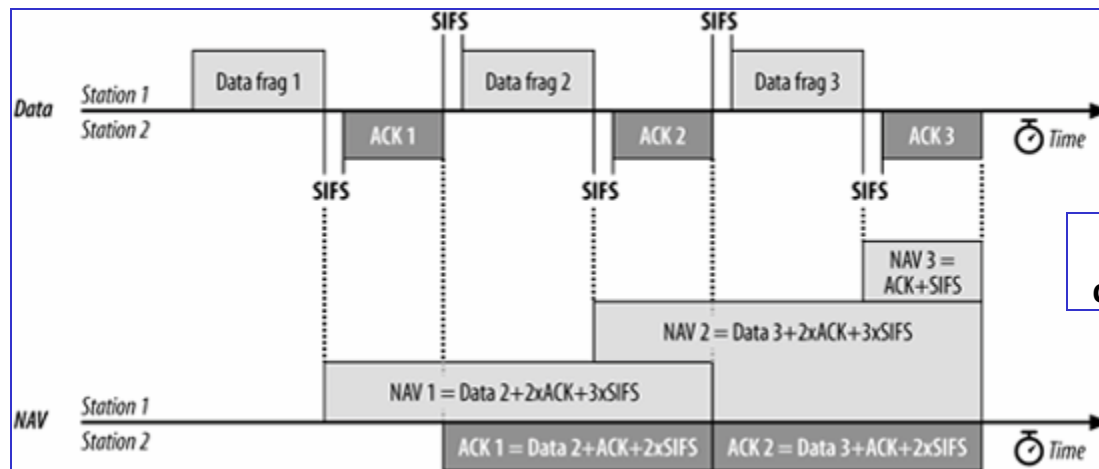 SIFS SIFS
Data frag 1 Data frag 2 Data frag 3
Station 1
Data
Station 2
ACK 1 ACK 2 ACK 3
Time
SIFS SIFS SIFS
NAV 3 =
ACK+SIFS
NAV 2 = Data 3+2xACK+3xSIFS
NAV 1 = Data 2+2xACK+3xSIFS
Station 1
NAV
Station 2
ACK 1 = Data 2+ACK+2xSIFS ACK 2 = Data 3+ACK+2xSIFS
Time